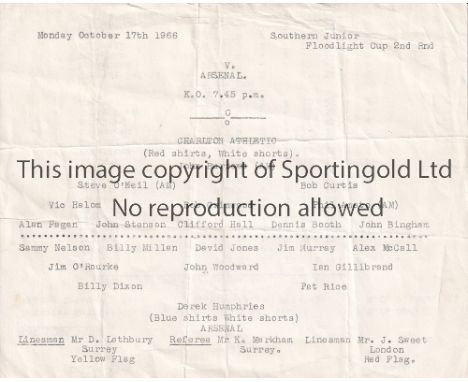 Monday October 17th 1966 Southern Junior
Floodlight Cup 2nd Rnd
V.
ARSENAL.
K.O. 7.45 p.m.
CHARLTON ATHLETIC
(Red shirts, White shorts).
This image copyright of Sportingold Ltd
Steve O'Neil (AM) Bob Curtis
Vic Halom (AM)
No reproduction allowed
Alan Fagan John Stenson Clifford Hall Dennis Booth John Bingham
Sammy Nelson Billy Millen David Jones Jim Murray Alex McCall
Jim O'Rourke John Woodward Ian Gillibrand
Billy Dixon Pat Rice
Derek Humphries
(Blue shirts White shorts)
ARSENAL
Linesman Mr D. Lethbury Referee Mr K. Markham Linesman Mr. J. Sweet
Surrey Surrey. London
Yellow Flag Red Flag.